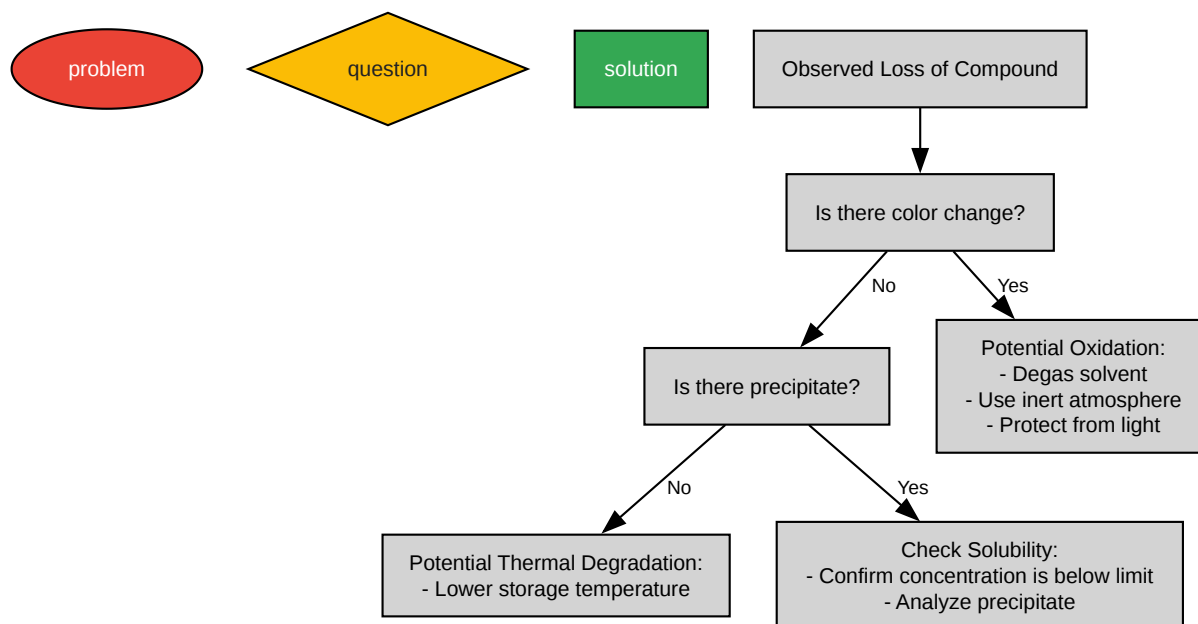 problem
question
solution
Observed Loss of Compound
Is there color change?
No
Yes
Is there precipitate?
Potential Oxidation:
- Degas solvent
- Use inert atmosphere
- Protect from light
No
Yes
Potential Thermal Degradation:
- Lower storage temperature
Check Solubility:
- Confirm concentration is below limit
- Analyze precipitate